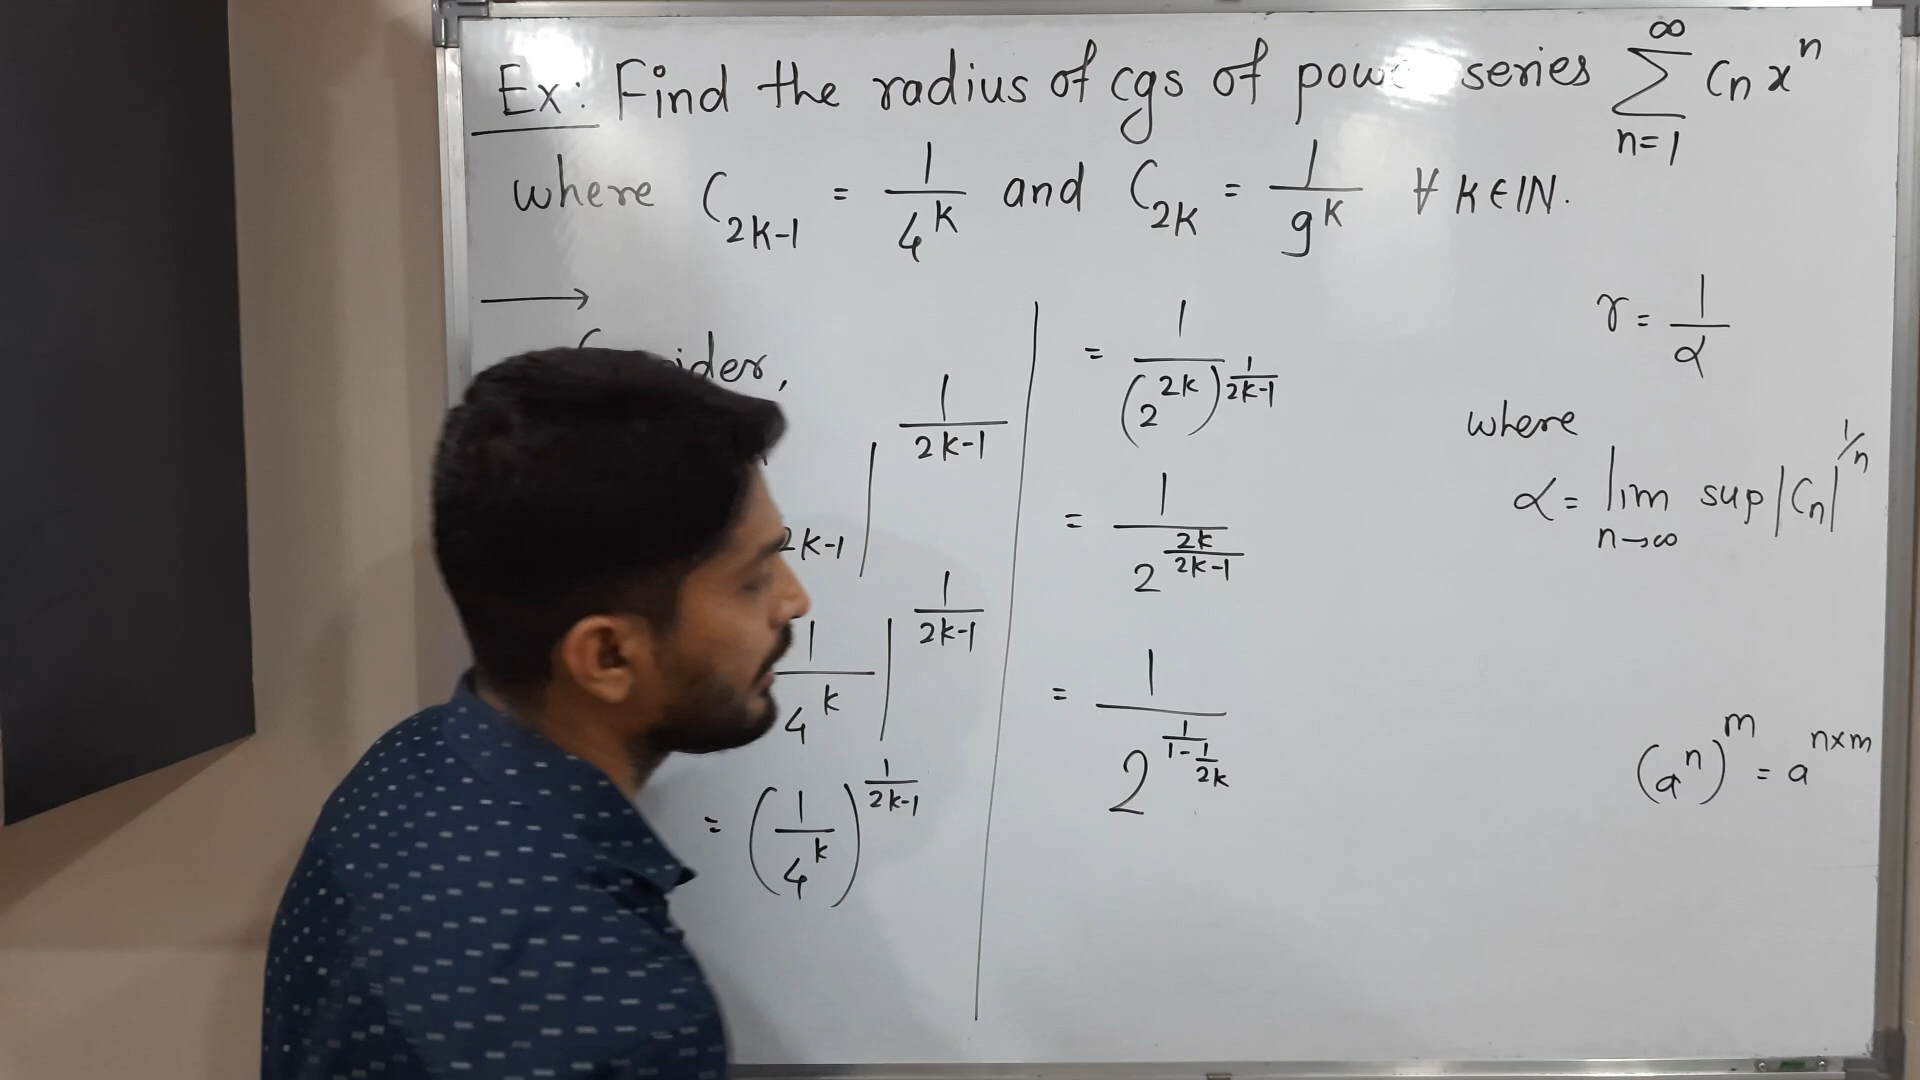 Ex: Find the radius of cgs of pow series ∑_{n=1}^{∞} C_n x^n
where C_{2K-1} = 1/4^K and C_{2K} = 1/9^K ∀ K ∈ IN.
→
ider,
| ^{1/(2k-1)}
2K-1
1/4^k | ^{1/(2k-1)}
= (1/4^k)^{1/(2k-1)}
= 1/(2^{2k})^{1/(2k-1)}
= 1/2^{2k/(2k-1)}
= 1/2^{1/(1-1/2k)}
r = 1/α
where
α = lim_{n→∞} sup |C_n|^{1/n}
(a^n)^m = a^{n×m}